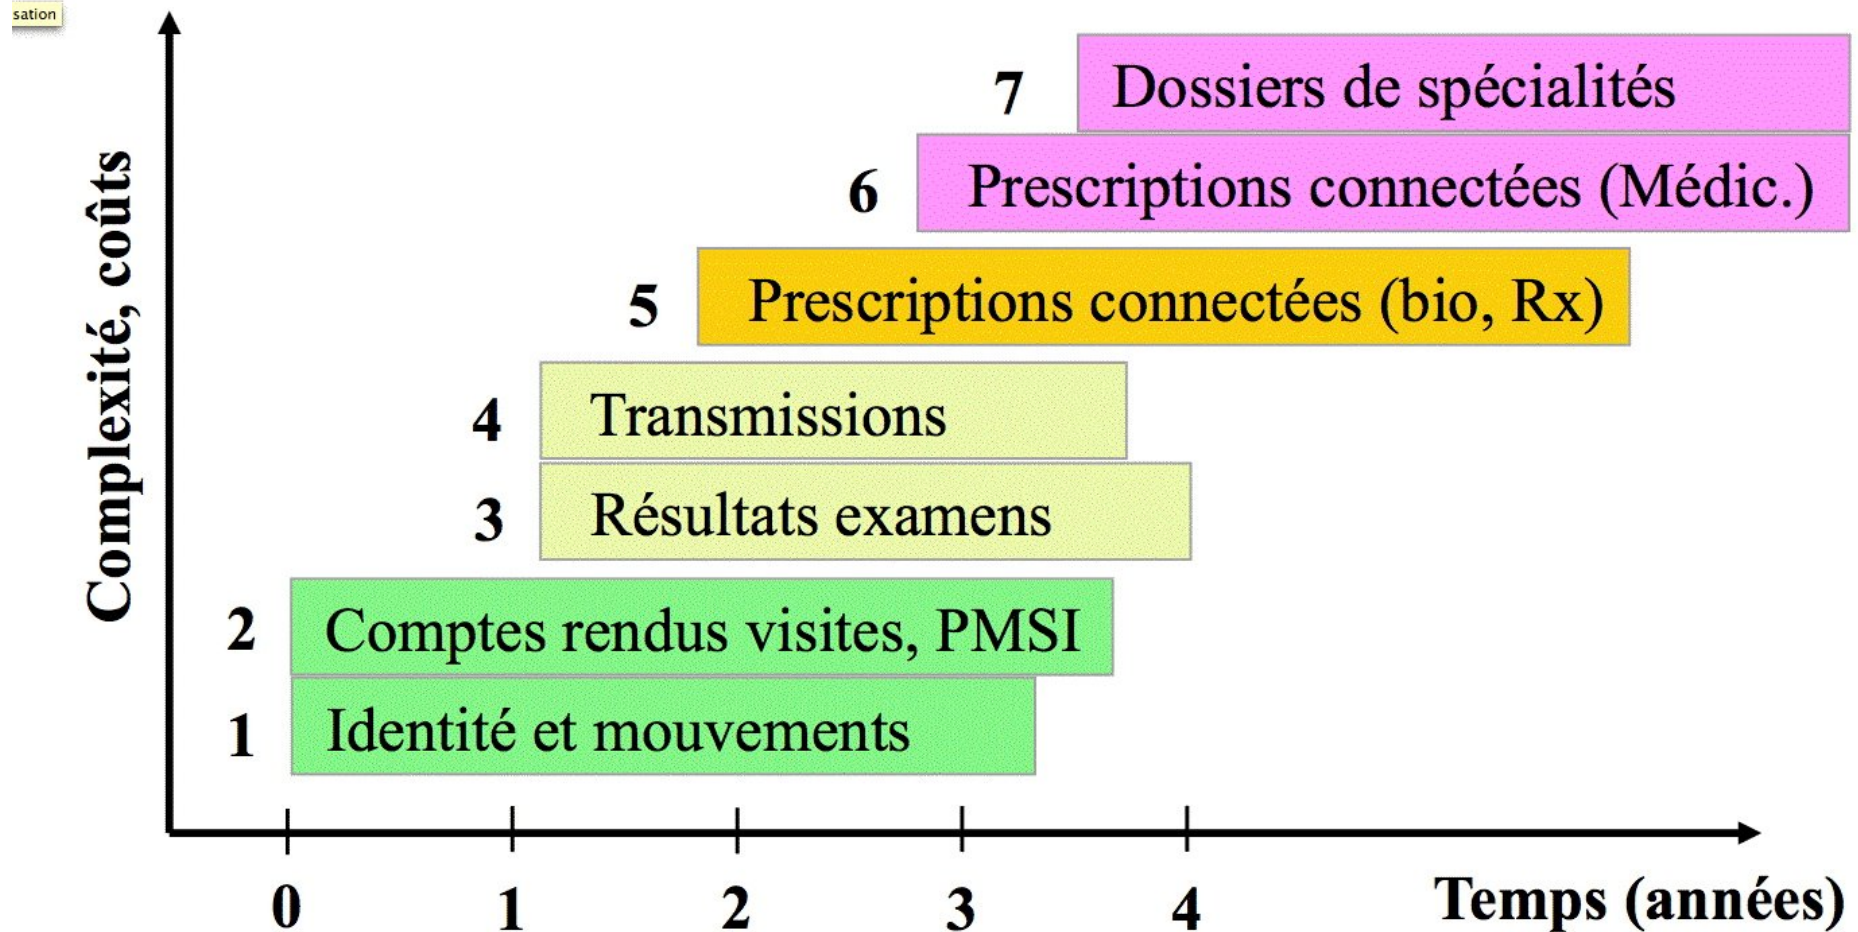 sation
7 Dossiers de spécialités
6 Prescriptions connectées (Médic.)
5 Prescriptions connectées (bio, Rx)
4 Transmissions
3 Résultats examens
2 Comptes rendus visites, PMSI
1 Identité et mouvements
Complexité, coûts
0 1 2 3 4 Temps (années)